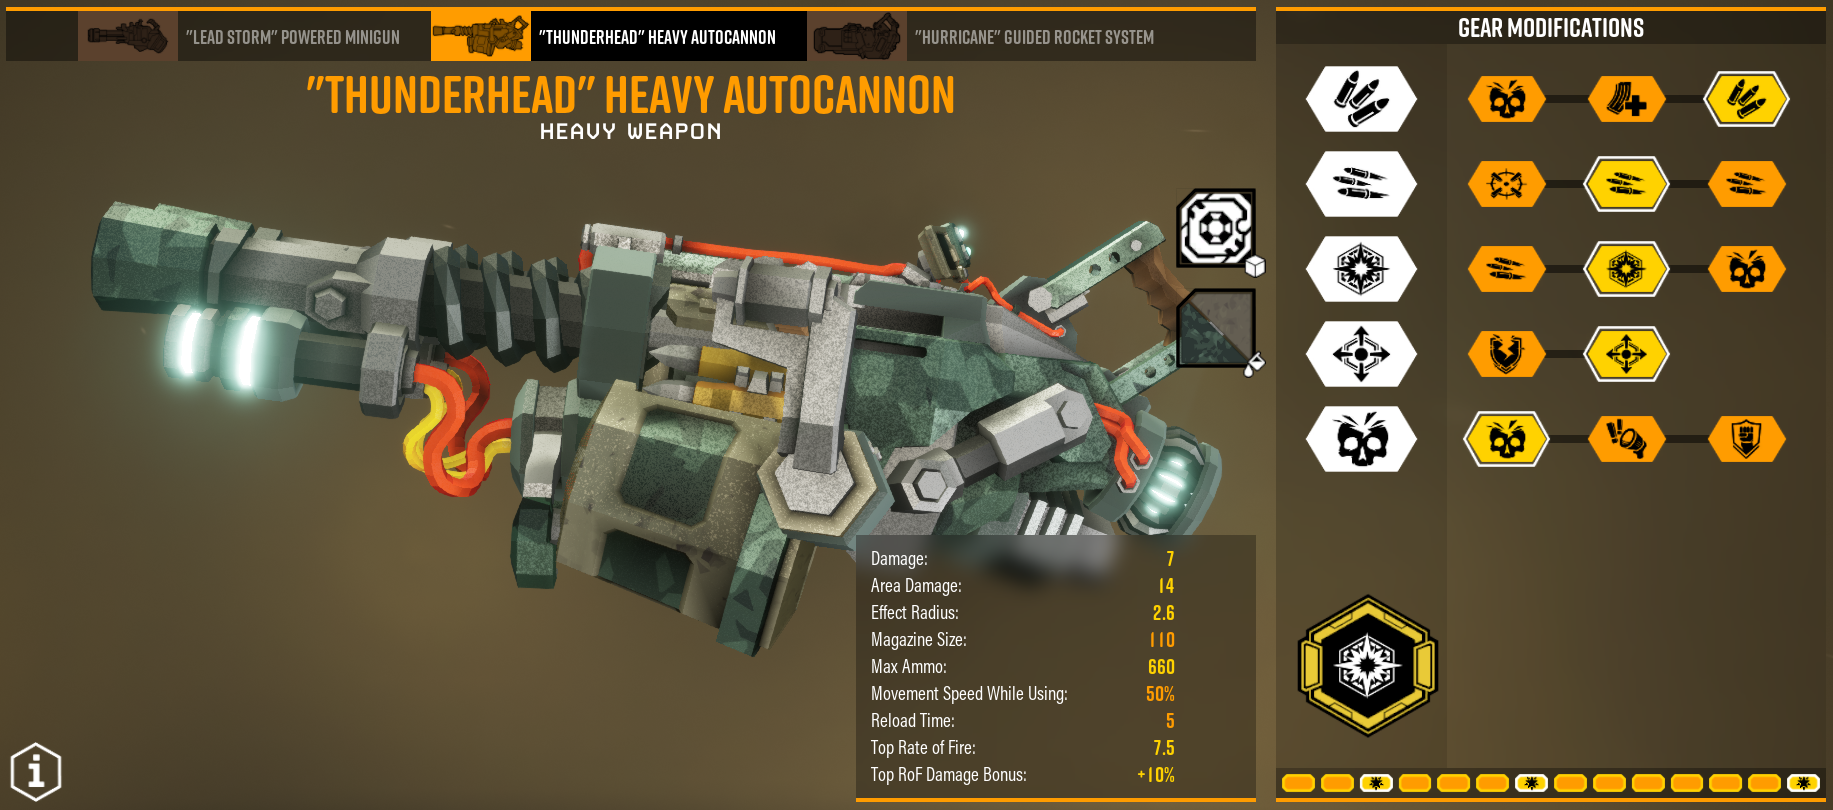 "LEAD STORM" POWERED MINIGUN
"THUNDERHEAD" HEAVY AUTOCANNON
"HURRICANE" GUIDED ROCKET SYSTEM
GEAR MODIFICATIONS
"THUNDERHEAD" HEAVY AUTOCANNON
HEAVY WEAPON
Damage: 7
Area Damage: 14
Effect Radius: 2.6
Magazine Size: 110
Max Ammo: 660
Movement Speed While Using: 50%
Reload Time: 5
Top Rate of Fire: 7.5
Top RoF Damage Bonus: +10%